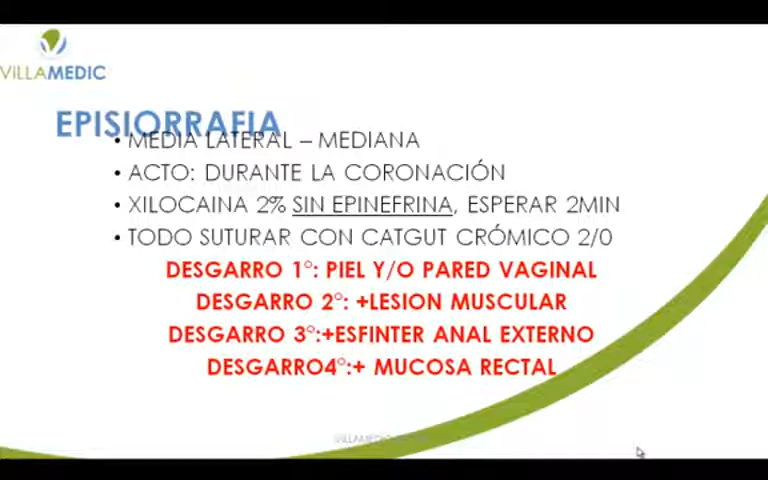 VILLAMEDIC
EPISIORRAFIA
• MEDIA LATERAL – MEDIANA
• ACTO: DURANTE LA CORONACIÓN
• XILOCAINA 2% SIN EPINEFRINA, ESPERAR 2MIN
• TODO SUTURAR CON CATGUT CRÓMICO 2/0
DESGARRO 1°: PIEL Y/O PARED VAGINAL
DESGARRO 2°: +LESION MUSCULAR
DESGARRO 3°:+ESFINTER ANAL EXTERNO
DESGARRO4°:+ MUCOSA RECTAL
VILLAMEDIC